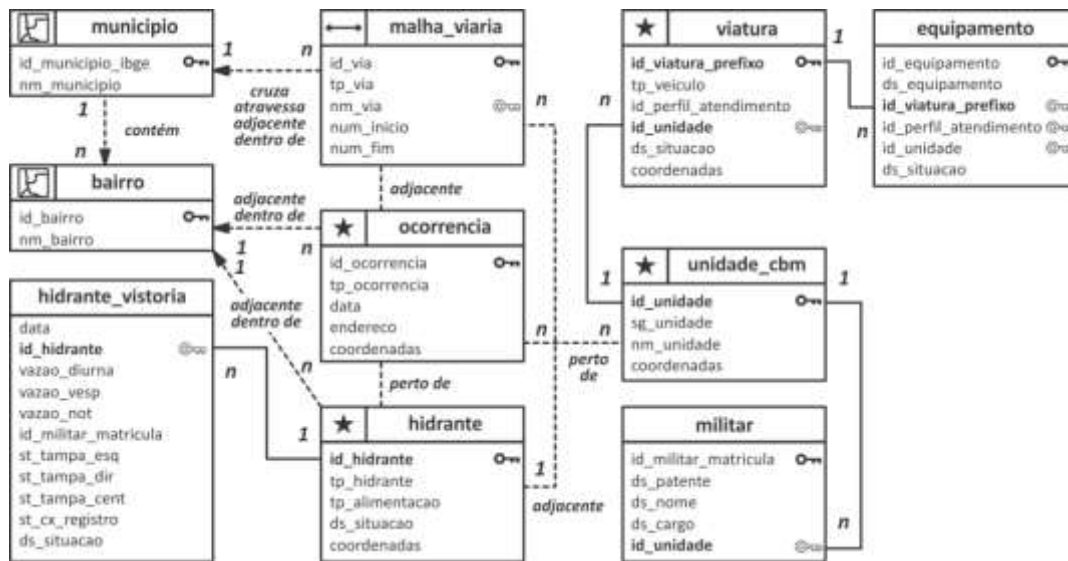 municipio
id_municipio_ibge
nm_municipio
1
n
cruza
atravessa
adjacente
dentro de
malha_viaria
id_via
tp_via
nm_via
num_inicio
num_fim
n
viatura
id_viatura_prefixo
tp_veiculo
id_perfil_atendimento
id_unidade
ds_situacao
coordenadas
1
n
n
equipamento
id_equipamento
ds_equipamento
id_viatura_prefixo
id_perfil_atendimento
id_unidade
ds_situacao
1
contém
n
bairro
id_bairro
nm_bairro
adjacente
dentro de
1
n
1
adjacente
ocorrencia
id_ocorrencia
tp_ocorrencia
data
endereco
coordenadas
n
n
perto
de
unidade_cbm
id_unidade
sg_unidade
nm_unidade
coordenadas
1
1
hidrante_vistoria
data
id_hidrante
vazao_diurna
vazao_vesp
vazao_not
id_militar_matricula
st_tampa_esq
st_tampa_dir
st_tampa_cent
st_cx_registro
ds_situacao
n
adjacente
dentro de
n
1
perto de
hidrante
id_hidrante
tp_hidrante
tp_alimentacao
ds_situacao
coordenadas
1
adjacente
militar
id_militar_matricula
ds_patente
ds_nome
ds_cargo
id_unidade
n